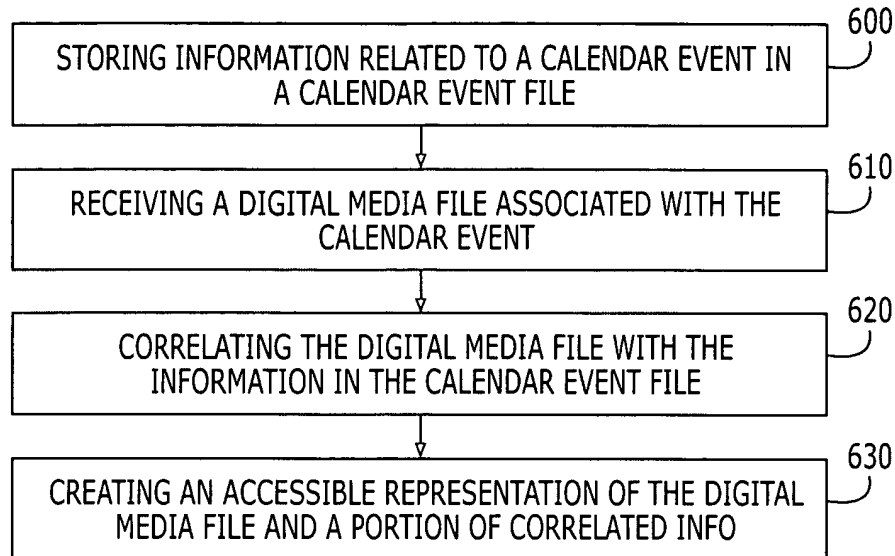 600
STORING INFORMATION RELATED TO A CALENDAR EVENT IN
A CALENDAR EVENT FILE
610
RECEIVING A DIGITAL MEDIA FILE ASSOCIATED WITH THE
CALENDAR EVENT
620
CORRELATING THE DIGITAL MEDIA FILE WITH THE
INFORMATION IN THE CALENDAR EVENT FILE
630
CREATING AN ACCESSIBLE REPRESENTATION OF THE DIGITAL
MEDIA FILE AND A PORTION OF CORRELATED INFO